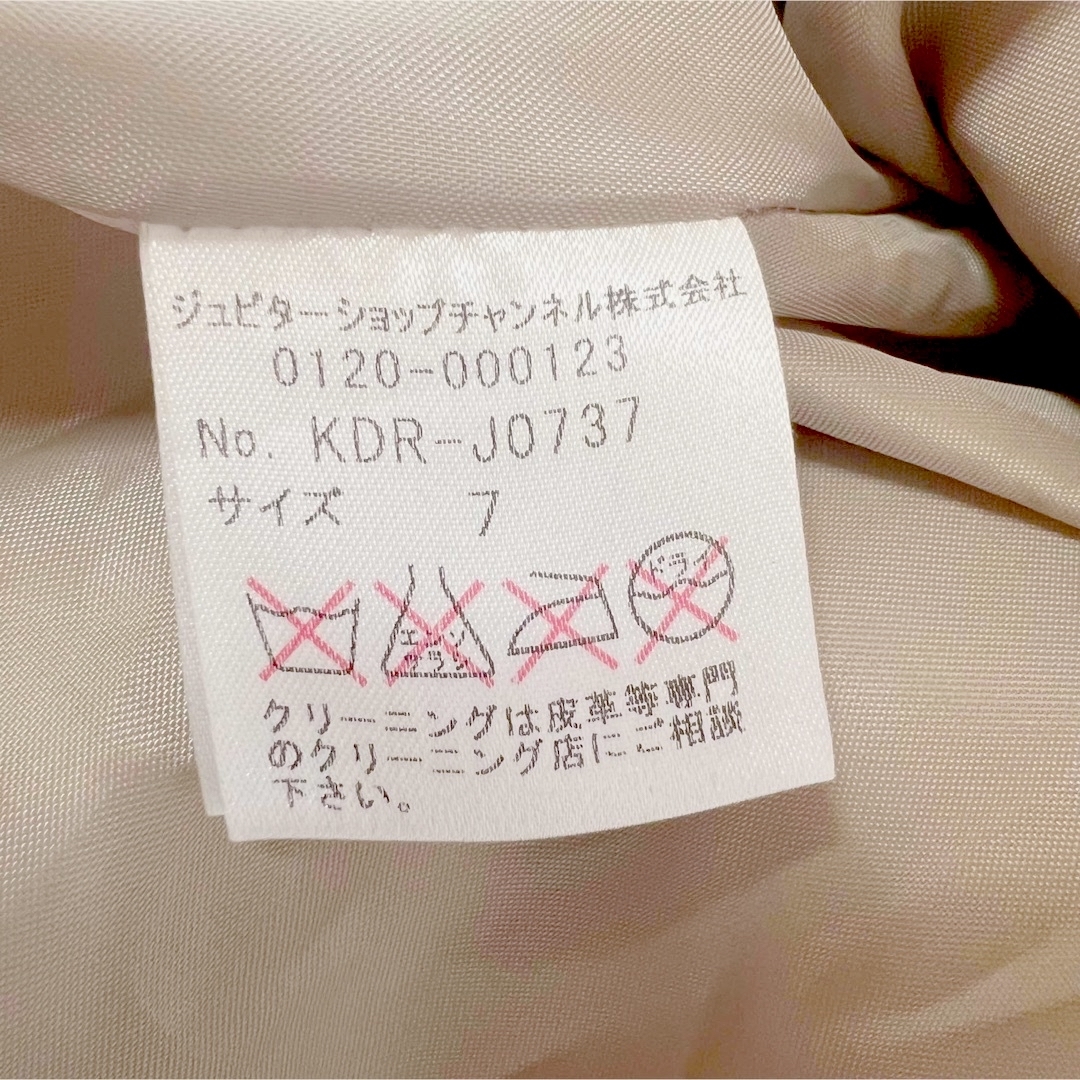 ジュピターショップチャンネル株式会社
0120-000123
No. KDR-J0737
サイズ 7
エンソ
サラシ
ドライ
クリーニングは皮革等専門
のクリーニング店にご相談
下さい。